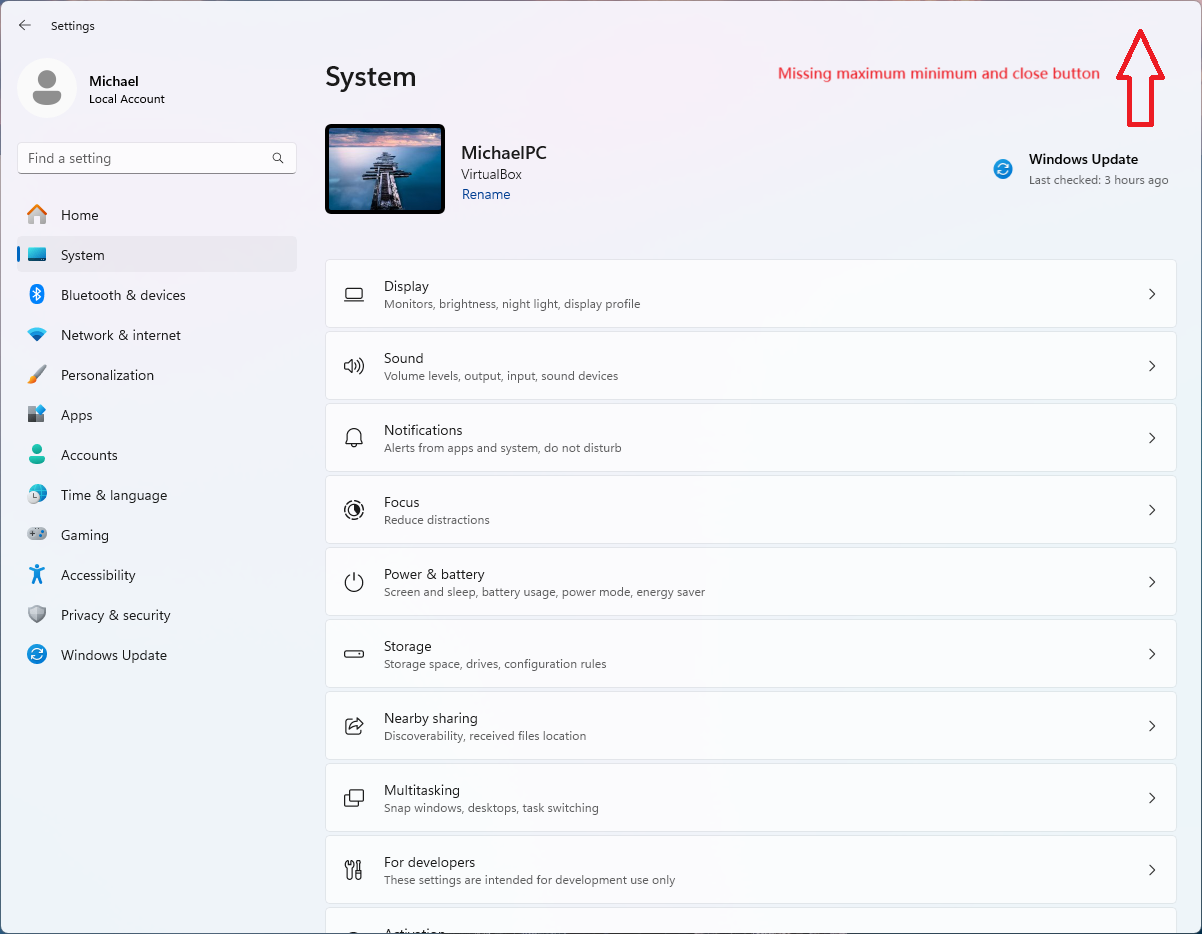 Settings
Michael
Local Account
Find a setting
Home
System
Bluetooth & devices
Network & internet
Personalization
Apps
Accounts
Time & language
Gaming
Accessibility
Privacy & security
Windows Update
System
Missing maximum minimum and close button
MichaelPC
VirtualBox
Rename
Windows Update
Last checked: 3 hours ago
Display
Monitors, brightness, night light, display profile
Sound
Volume levels, output, input, sound devices
Notifications
Alerts from apps and system, do not disturb
Focus
Reduce distractions
Power & battery
Screen and sleep, battery usage, power mode, energy saver
Storage
Storage space, drives, configuration rules
Nearby sharing
Discoverability, received files location
Multitasking
Snap windows, desktops, task switching
For developers
These settings are intended for development use only
Activation